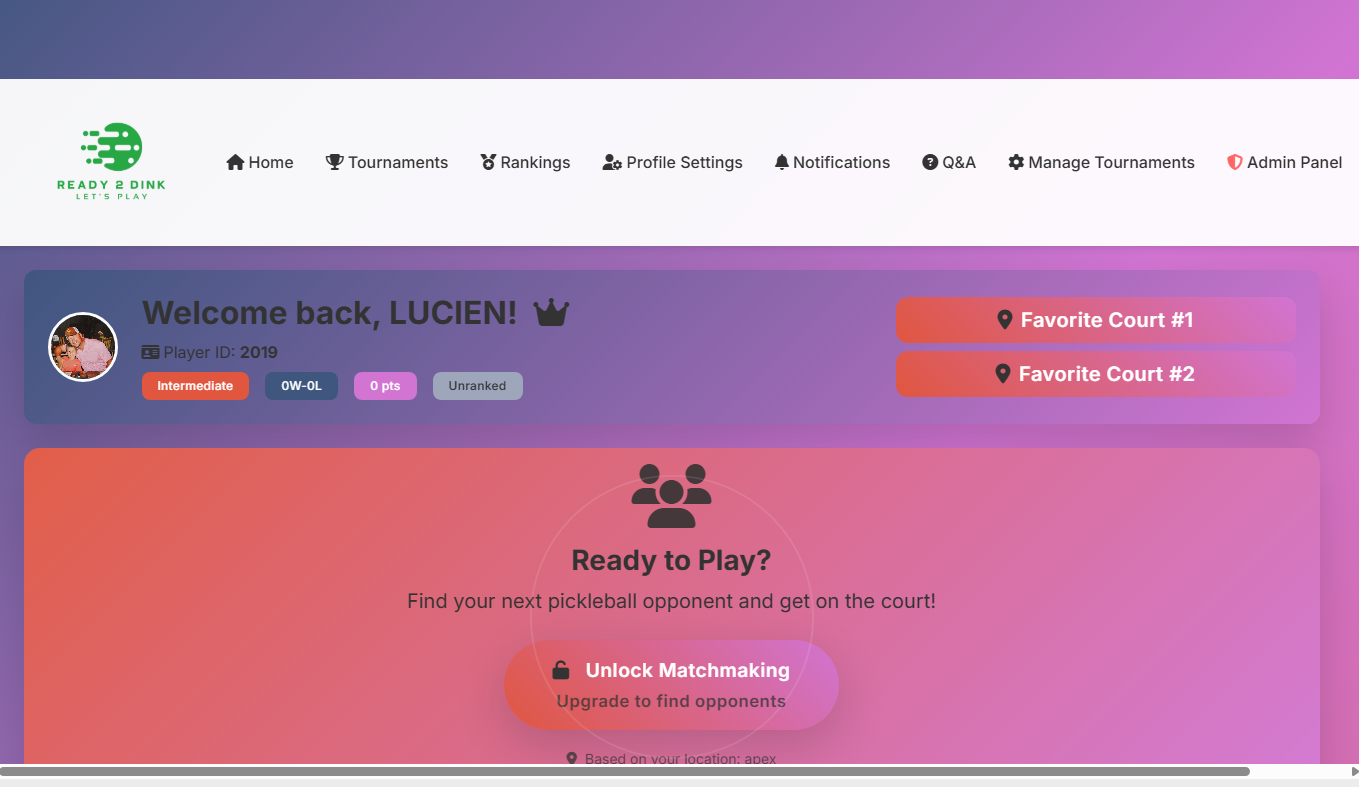 READY 2 DINK
LET'S PLAY
Home Tournaments Rankings Profile Settings Notifications Q&A Manage Tournaments Admin Panel
Welcome back, LUCIEN!
Player ID: 2019
Intermediate 0W-0L 0 pts Unranked
Favorite Court #1
Favorite Court #2
Ready to Play?
Find your next pickleball opponent and get on the court!
Unlock Matchmaking
Upgrade to find opponents
Based on your location: apex